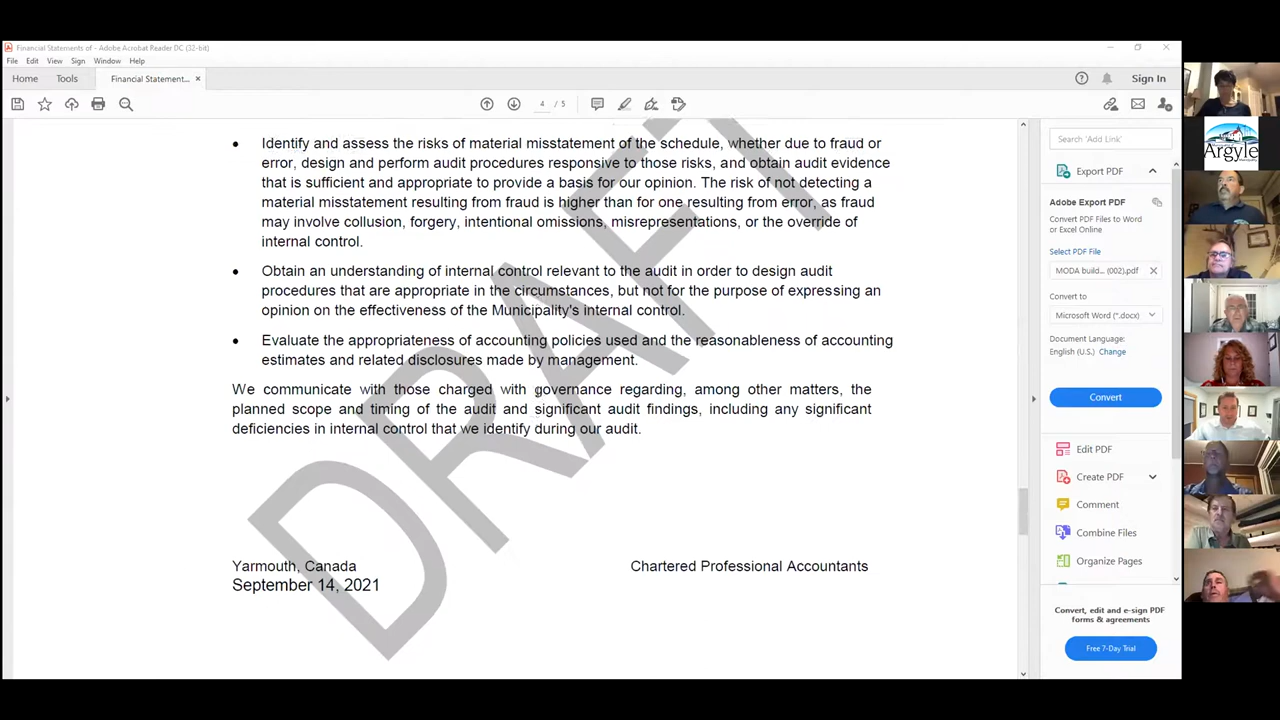 Financial Statements of - Adobe Acrobat Reader DC (32-bit)
File Edit View Sign Window Help
Home Tools Financial Statement... ×
Sign In
4 / 5
• Identify and assess the risks of material misstatement of the schedule, whether due to fraud or
error, design and perform audit procedures responsive to those risks, and obtain audit evidence
that is sufficient and appropriate to provide a basis for our opinion. The risk of not detecting a
material misstatement resulting from fraud is higher than for one resulting from error, as fraud
may involve collusion, forgery, intentional omissions, misrepresentations, or the override of
internal control.
• Obtain an understanding of internal control relevant to the audit in order to design audit
procedures that are appropriate in the circumstances, but not for the purpose of expressing an
opinion on the effectiveness of the Municipality's internal control.
• Evaluate the appropriateness of accounting policies used and the reasonableness of accounting
estimates and related disclosures made by management.
We communicate with those charged with governance regarding, among other matters, the
planned scope and timing of the audit and significant audit findings, including any significant
deficiencies in internal control that we identify during our audit.
Yarmouth, Canada Chartered Professional Accountants
September 14, 2021
DRAFT
Search 'Add Link'
Export PDF
Adobe Export PDF
Convert PDF Files to Word
or Excel Online
Select PDF File
MODA build... (002).pdf
Convert to
Microsoft Word (*.docx)
Document Language:
English (U.S.) Change
Convert
Edit PDF
Create PDF
Comment
Combine Files
Organize Pages
Convert, edit and e-sign PDF
forms & agreements
Free 7-Day Trial
Argyle